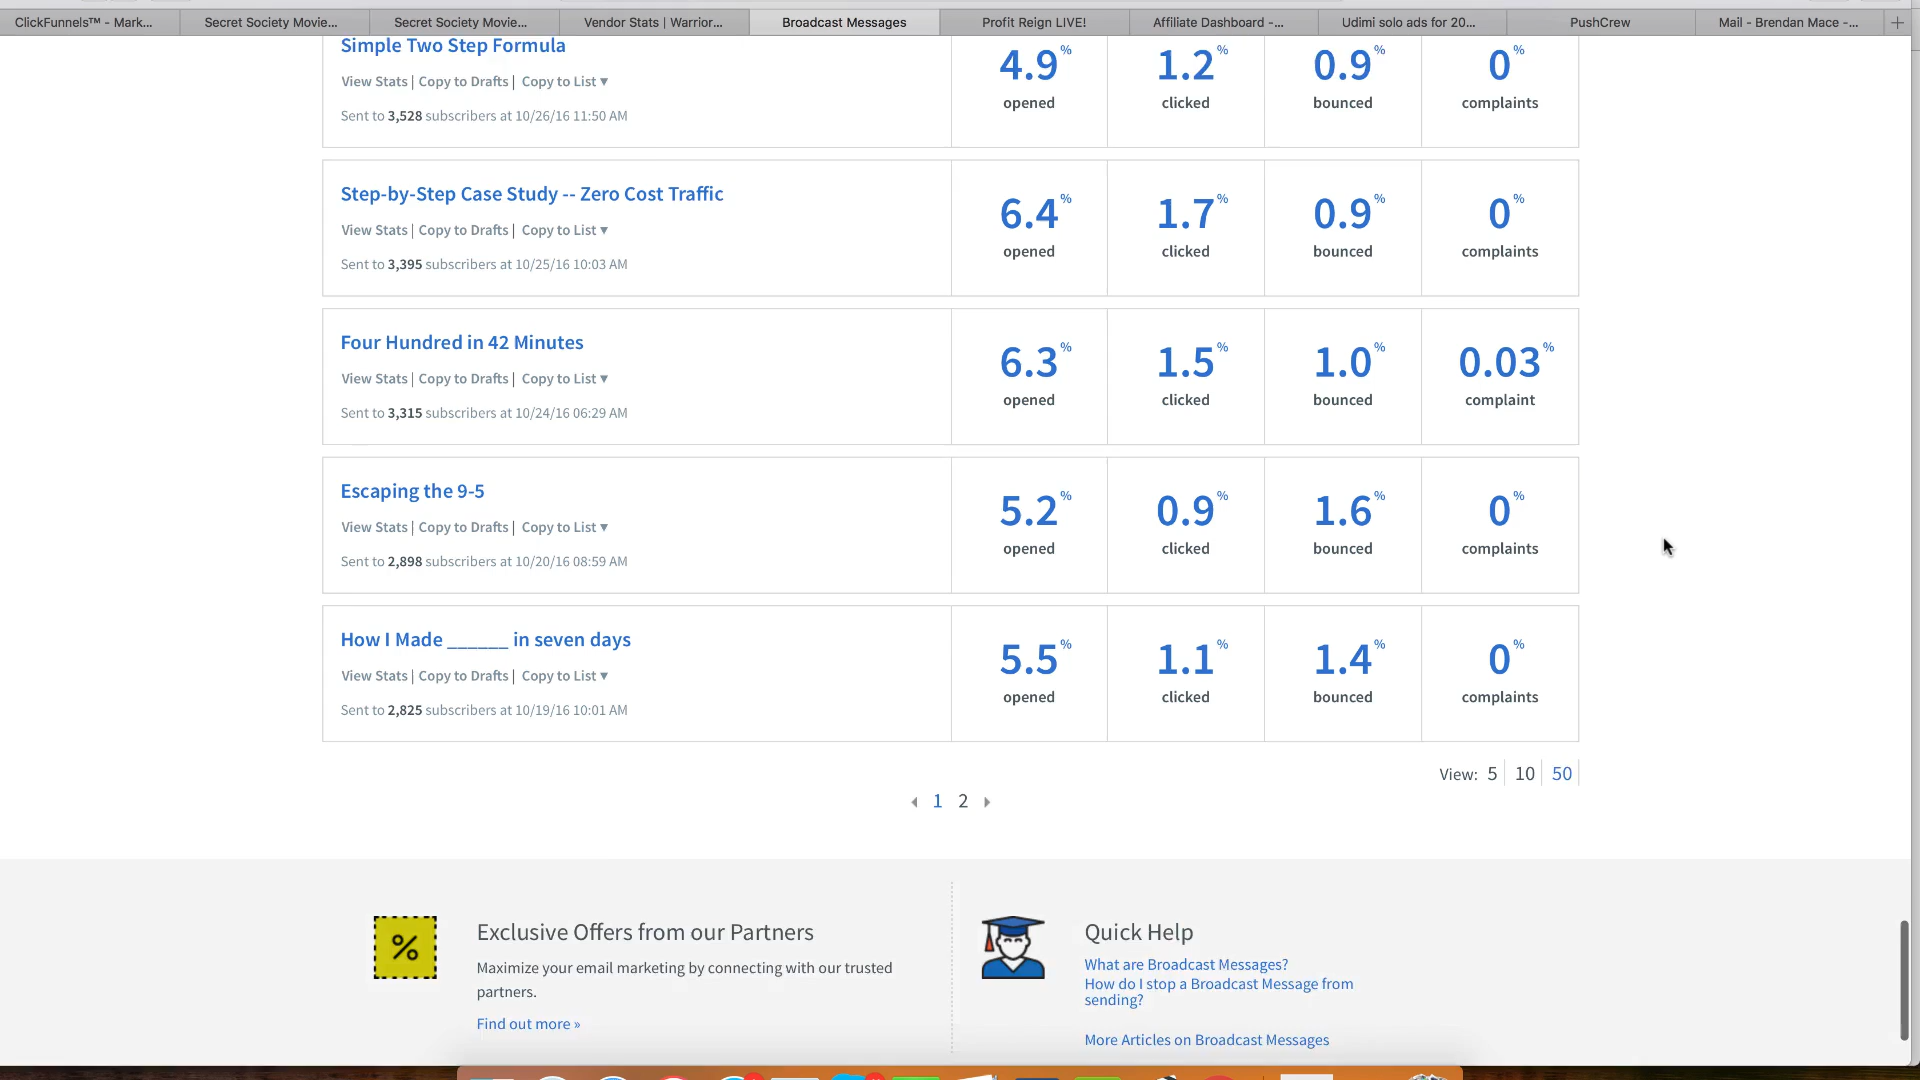 ClickFunnels™ - Mark...
Secret Society Movie...
Secret Society Movie...
Vendor Stats | Warrior...
Broadcast Messages
Profit Reign LIVE!
Affiliate Dashboard -...
Udimi solo ads for 20...
PushCrew
Mail - Brendan Mace -...
Simple Two Step Formula
View Stats | Copy to Drafts | Copy to List ▼
Sent to 3,528 subscribers at 10/26/16 11:50 AM
4.9%
opened
1.2%
clicked
0.9%
bounced
0%
complaints
Step-by-Step Case Study -- Zero Cost Traffic
View Stats | Copy to Drafts | Copy to List ▼
Sent to 3,395 subscribers at 10/25/16 10:03 AM
6.4%
opened
1.7%
clicked
0.9%
bounced
0%
complaints
Four Hundred in 42 Minutes
View Stats | Copy to Drafts | Copy to List ▼
Sent to 3,315 subscribers at 10/24/16 06:29 AM
6.3%
opened
1.5%
clicked
1.0%
bounced
0.03%
complaint
Escaping the 9-5
View Stats | Copy to Drafts | Copy to List ▼
Sent to 2,898 subscribers at 10/20/16 08:59 AM
5.2%
opened
0.9%
clicked
1.6%
bounced
0%
complaints
How I Made ______ in seven days
View Stats | Copy to Drafts | Copy to List ▼
Sent to 2,825 subscribers at 10/19/16 10:01 AM
5.5%
opened
1.1%
clicked
1.4%
bounced
0%
complaints
View: 5 10 50
1 2
%
Exclusive Offers from our Partners
Maximize your email marketing by connecting with our trusted
partners.
Find out more »
Quick Help
What are Broadcast Messages?
How do I stop a Broadcast Message from
sending?
More Articles on Broadcast Messages